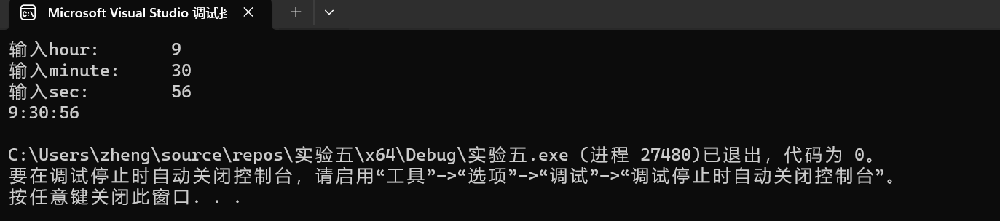 Microsoft Visual Studio 调试控
输入hour: 9
输入minute: 30
输入sec: 56
9:30:56
C:\Users\zheng\source\repos\实验五\x64\Debug\实验五.exe (进程 27480)已退出，代码为 0。
要在调试停止时自动关闭控制台，请启用“工具”->“选项”->“调试”->“调试停止时自动关闭控制台”。
按任意键关闭此窗口. . .